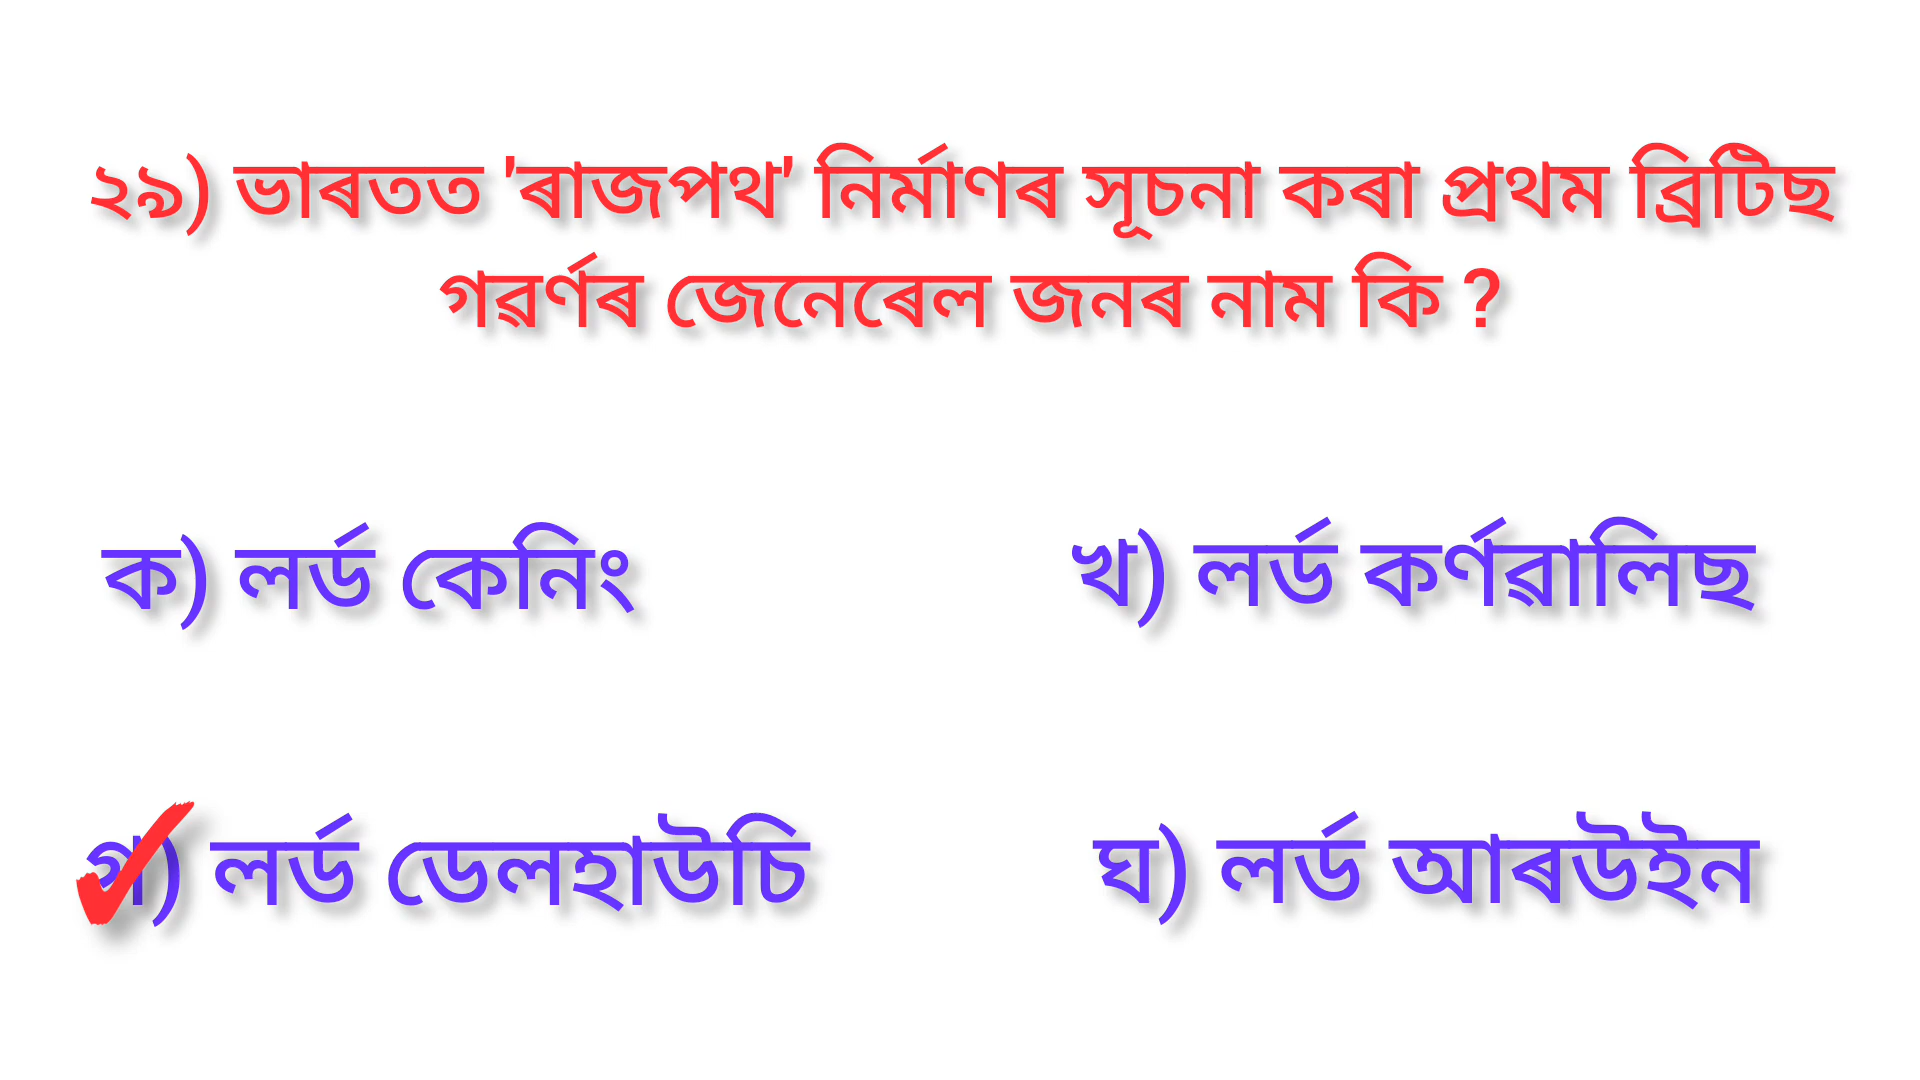 ২৯) ভাৰতত 'ৰাজপথ' নিৰ্মাণৰ সূচনা কৰা প্ৰথম ব্ৰিটিছ
গৱৰ্ণৰ জেনেৰেল জনৰ নাম কি ?
ক) লৰ্ড কেনিং
খ) লৰ্ড কৰ্ণৱালিছ
গ) লৰ্ড ডেলহাউচি
ঘ) লৰ্ড আৰউইন